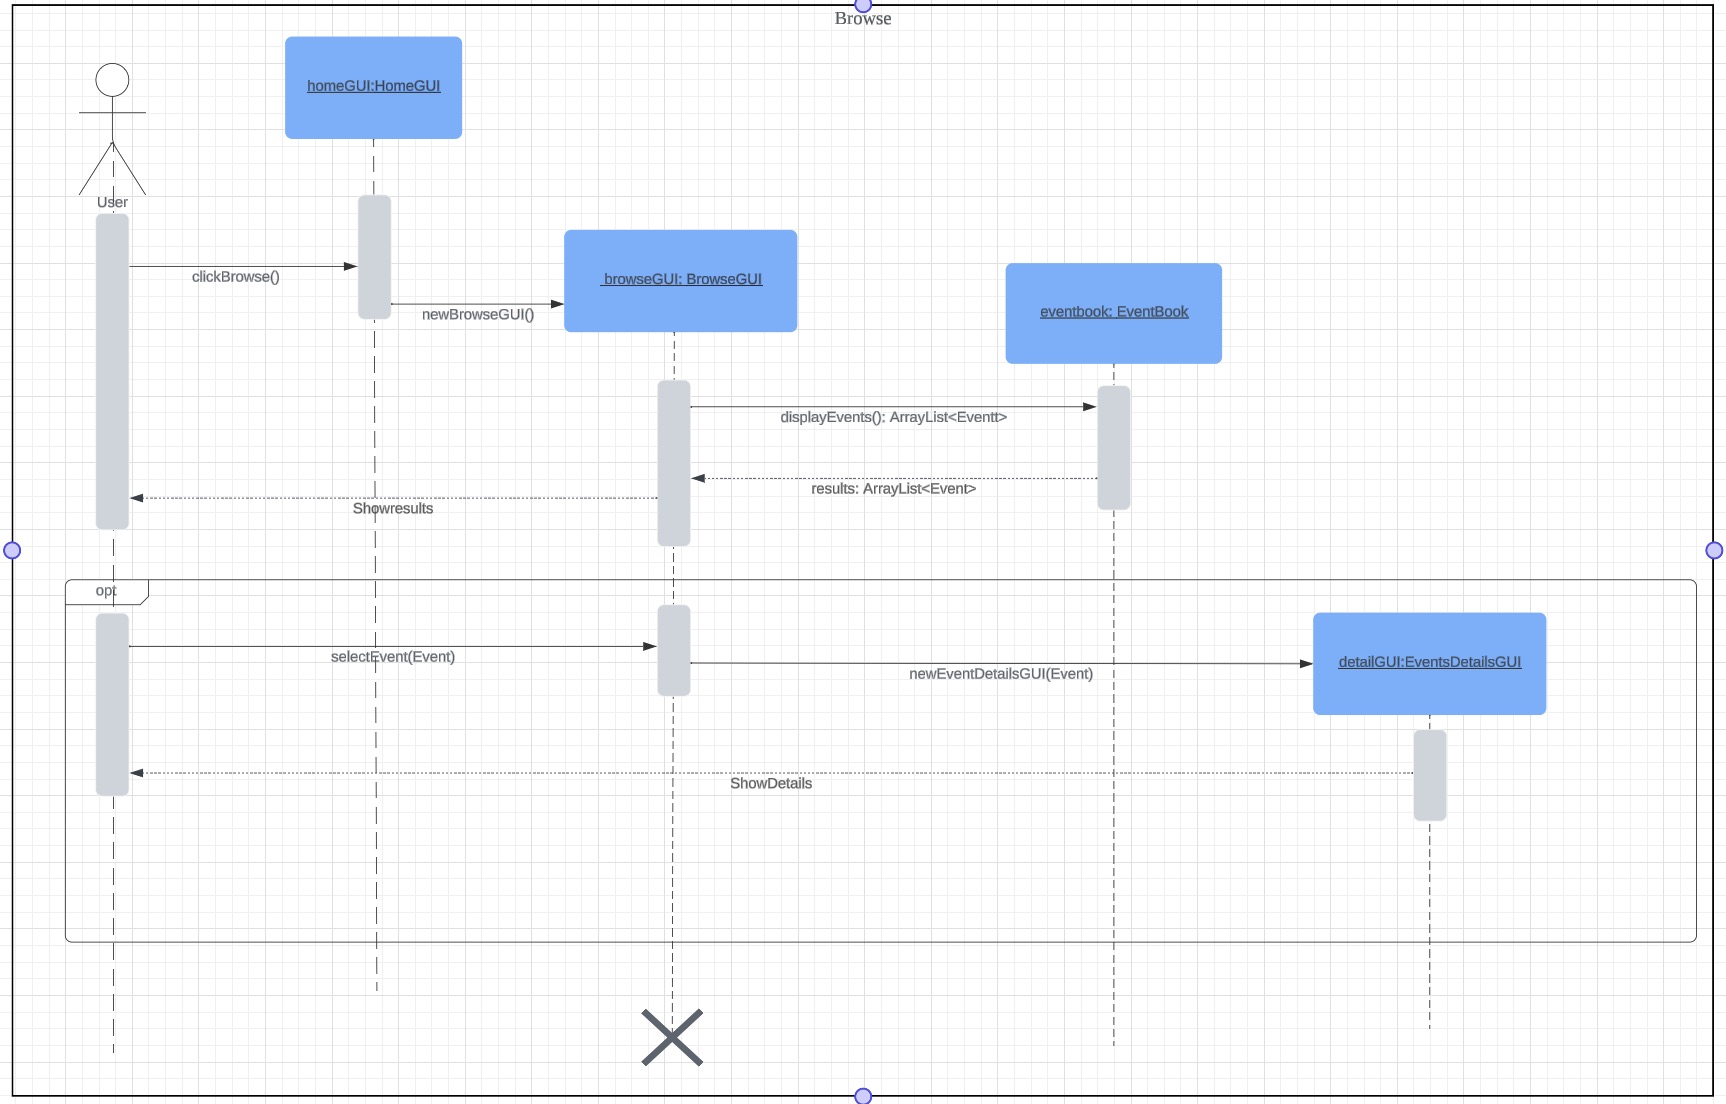 Browse
homeGUI:HomeGUI
User
clickBrowse()
browseGUI: BrowseGUI
newBrowseGUI()
eventbook: EventBook
displayEvents(): ArrayList<Eventt>
results: ArrayList<Event>
Showresults
opt
selectEvent(Event)
newEventDetailsGUI(Event)
detailGUI:EventsDetailsGUI
ShowDetails